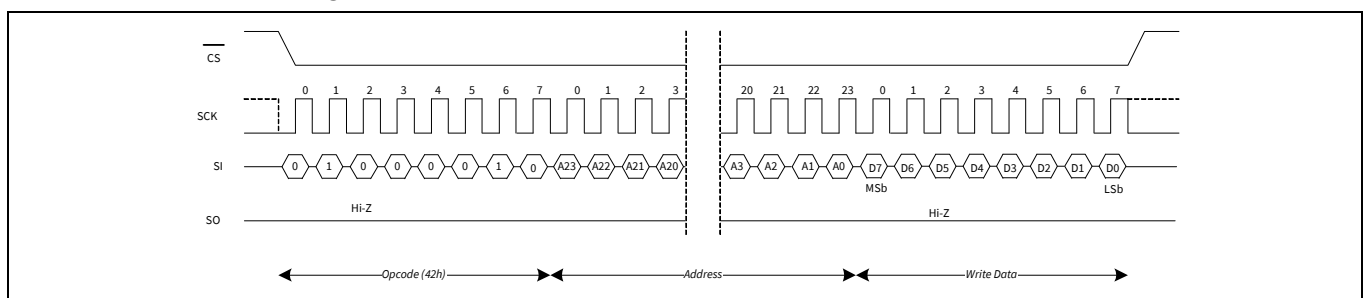 CS
0 1 2 3 4 5 6 7 0 1 2 3 20 21 22 23 0 1 2 3 4 5 6 7
SCK
SI 0 1 0 0 0 0 1 0 A23 A22 A21 A20 A3 A2 A1 A0 D7 D6 D5 D4 D3 D2 D1 D0
MSb LSb
Hi-Z Hi-Z
SO
Opcode (42h) Address Write Data